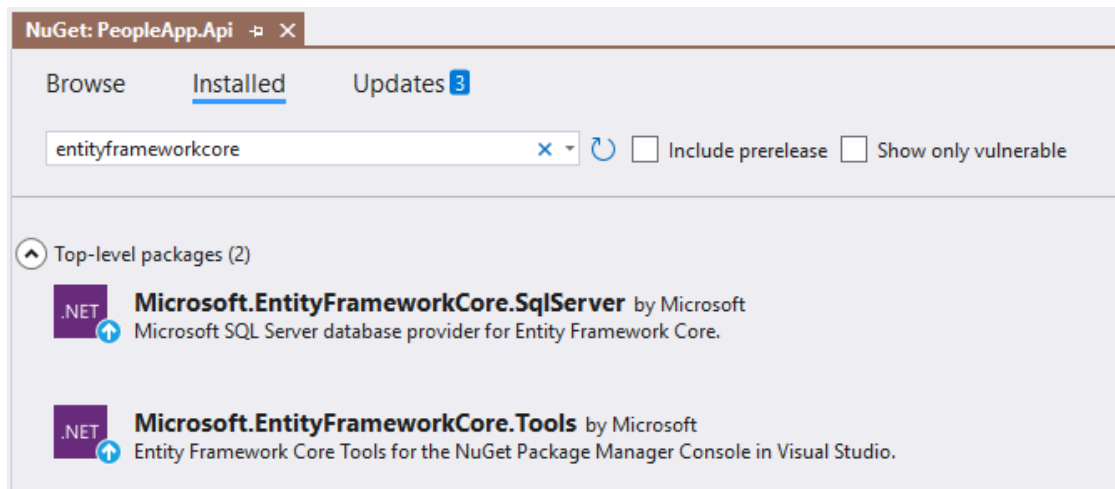 NuGet: PeopleApp.Api
Browse Installed Updates 3
entityframeworkcore Include prerelease Show only vulnerable
Top-level packages (2)
.NET Microsoft.EntityFrameworkCore.SqlServer by Microsoft
Microsoft SQL Server database provider for Entity Framework Core.
.NET Microsoft.EntityFrameworkCore.Tools by Microsoft
Entity Framework Core Tools for the NuGet Package Manager Console in Visual Studio.